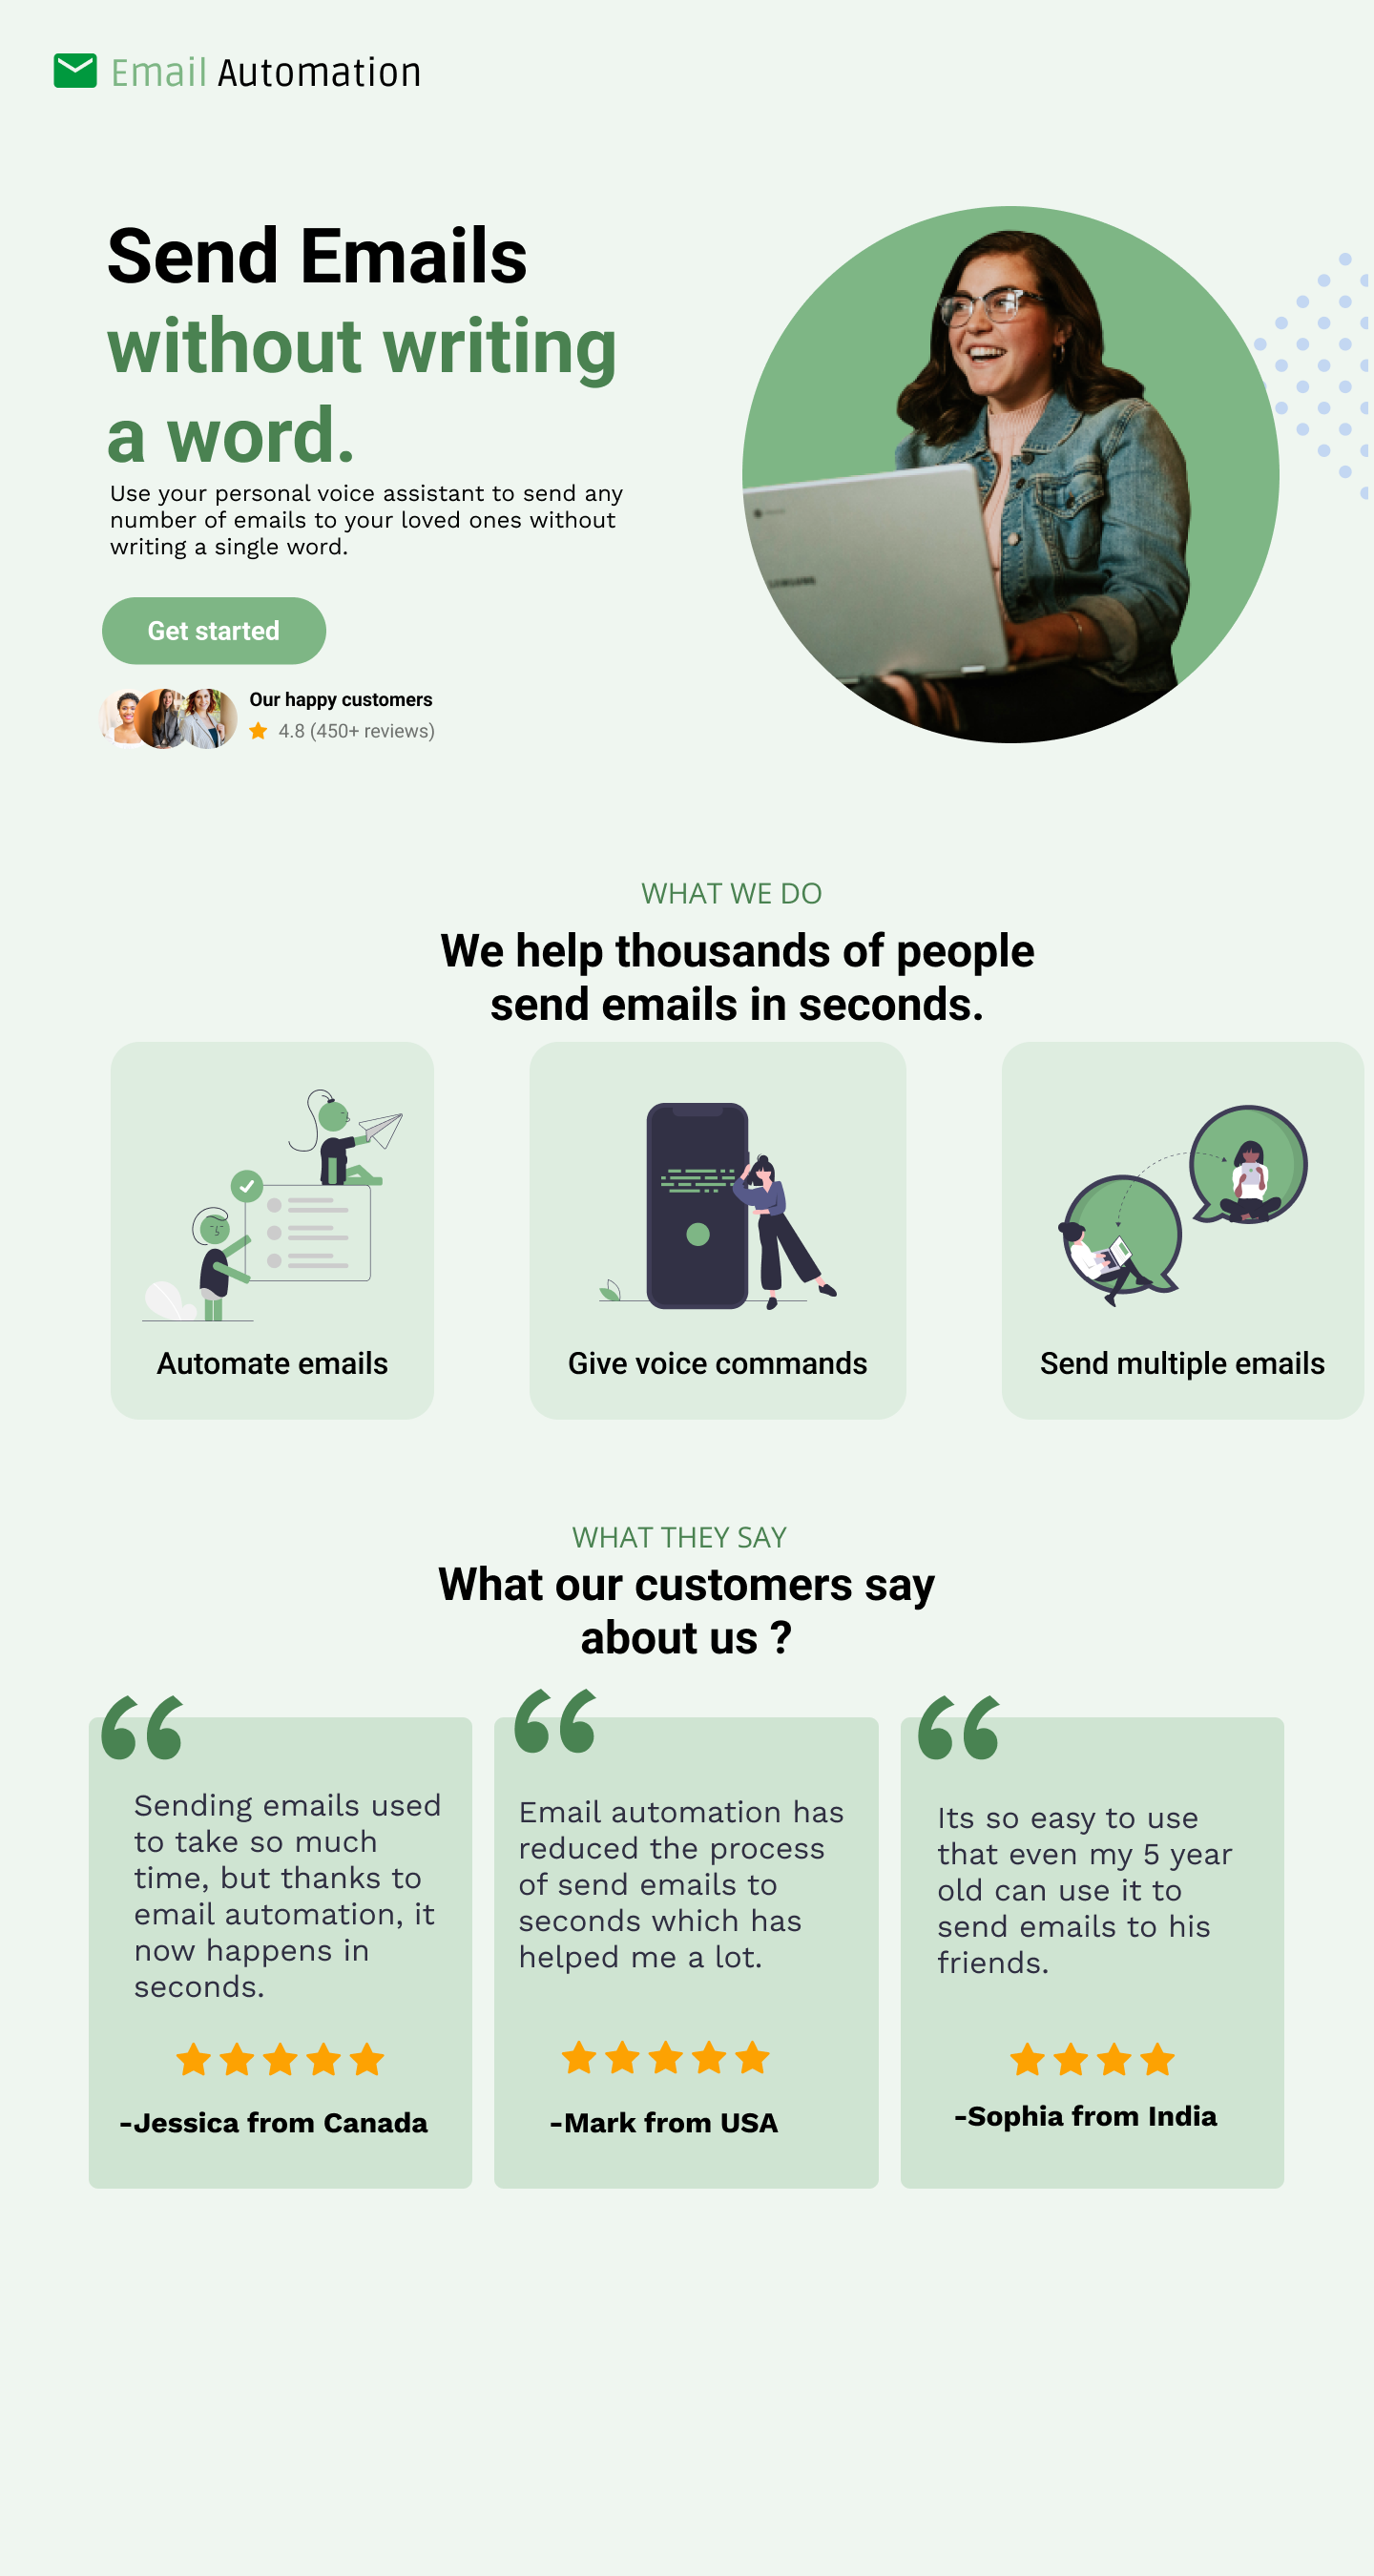 Email Automation
Send Emails
without writing
a word.
Use your personal voice assistant to send any
number of emails to your loved ones without
writing a single word.
Get started
Our happy customers
4.8 (450+ reviews)
WHAT WE DO
We help thousands of people
send emails in seconds.
Automate emails
Give voice commands
Send multiple emails
WHAT THEY SAY
What our customers say
about us ?
Sending emails used
to take so much
time, but thanks to
email automation, it
now happens in
seconds.
-Jessica from Canada
Email automation has
reduced the process
of send emails to
seconds which has
helped me a lot.
-Mark from USA
Its so easy to use
that even my 5 year
old can use it to
send emails to his
friends.
-Sophia from India